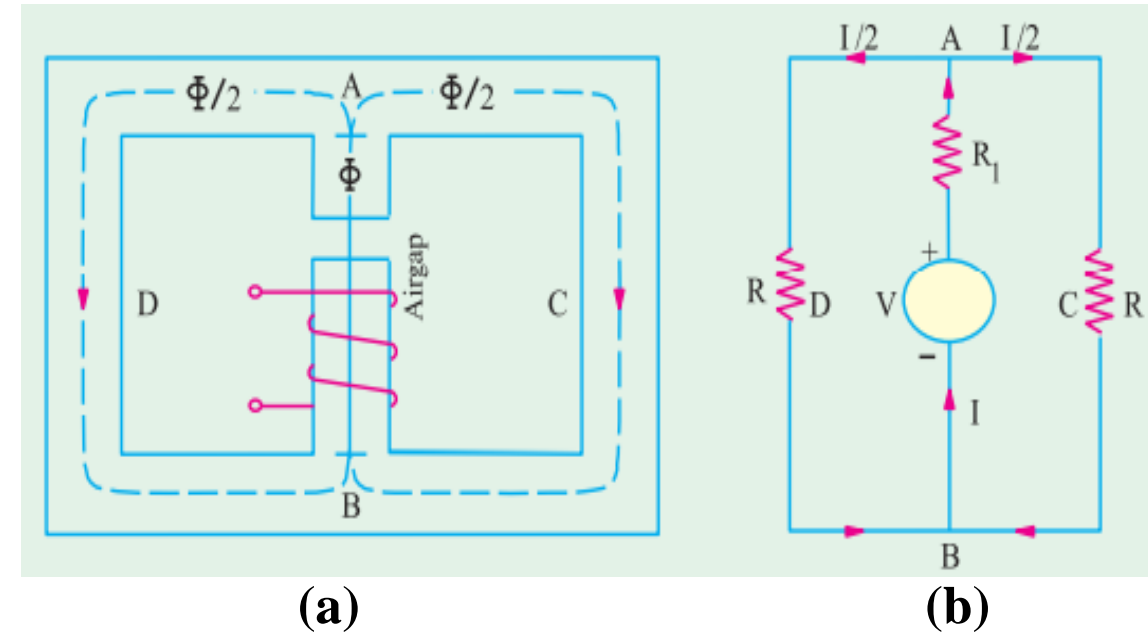 Φ/2 A Φ/2
Φ
Airgap
D C
B
(a)
I/2 A I/2
R₁
+
R D V C R
-
I
B
(b)